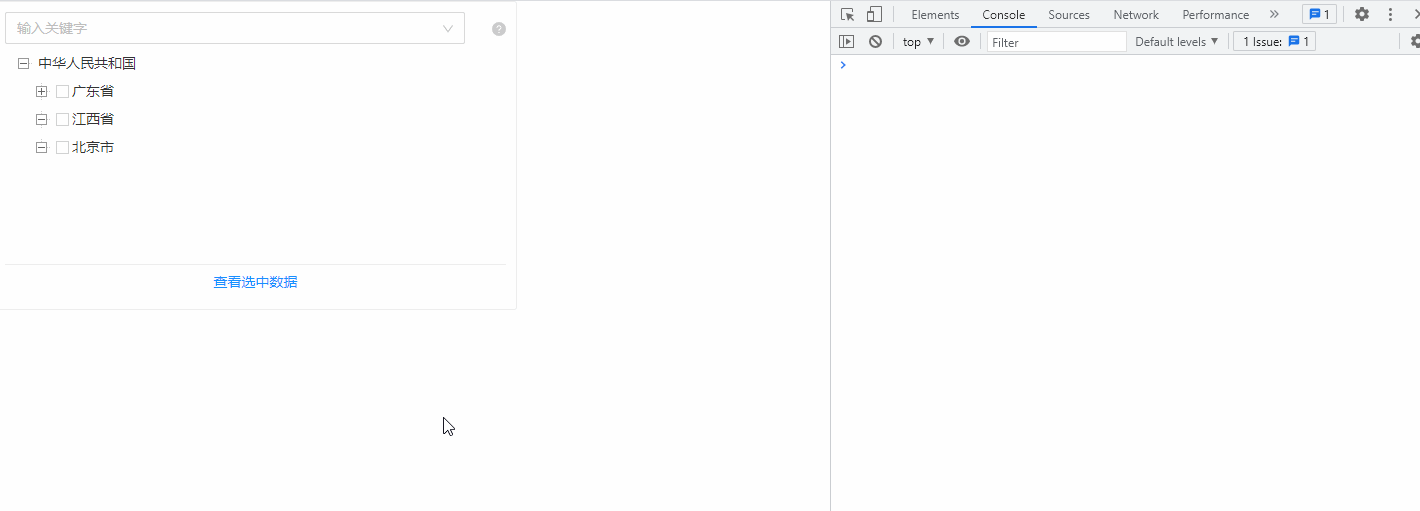 输入关键字
中华人民共和国
广东省
江西省
北京市
查看选中数据
Elements Console Sources Network Performance 1
top Filter Default levels 1 Issue: 1